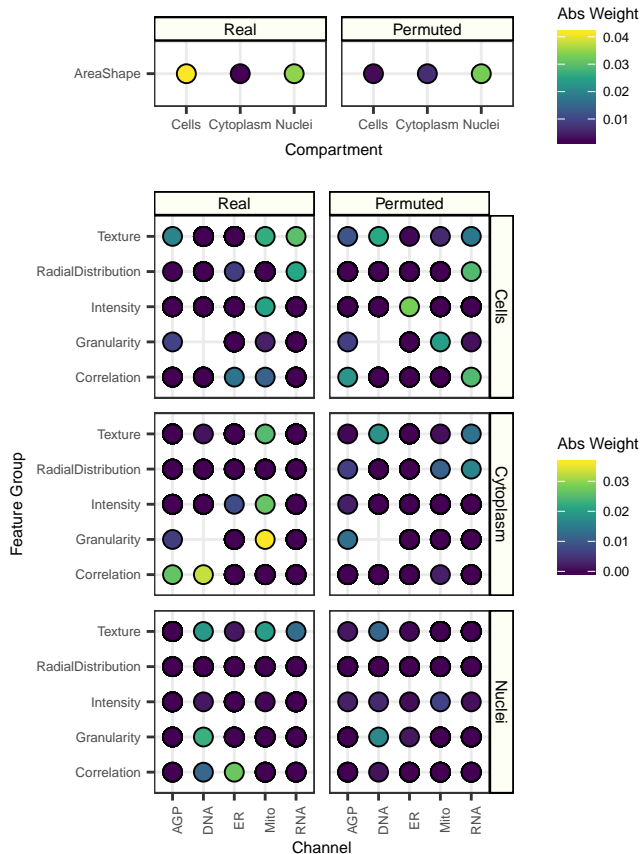 Abs Weight
Real Permuted
0.04
AreaShape
0.03
0.02
0.01
Cells Cytoplasm Nuclei Cells Cytoplasm Nuclei
Compartment
Real Permuted
Texture
RadialDistribution
Intensity
Granularity
Correlation
Cells
Texture
RadialDistribution
Intensity
Granularity
Correlation
Cytoplasm
Abs Weight
0.03
0.02
0.01
0.00
Feature Group
Texture
RadialDistribution
Intensity
Granularity
Correlation
Nuclei
AGP DNA ER Mito RNA AGP DNA ER Mito RNA
Channel